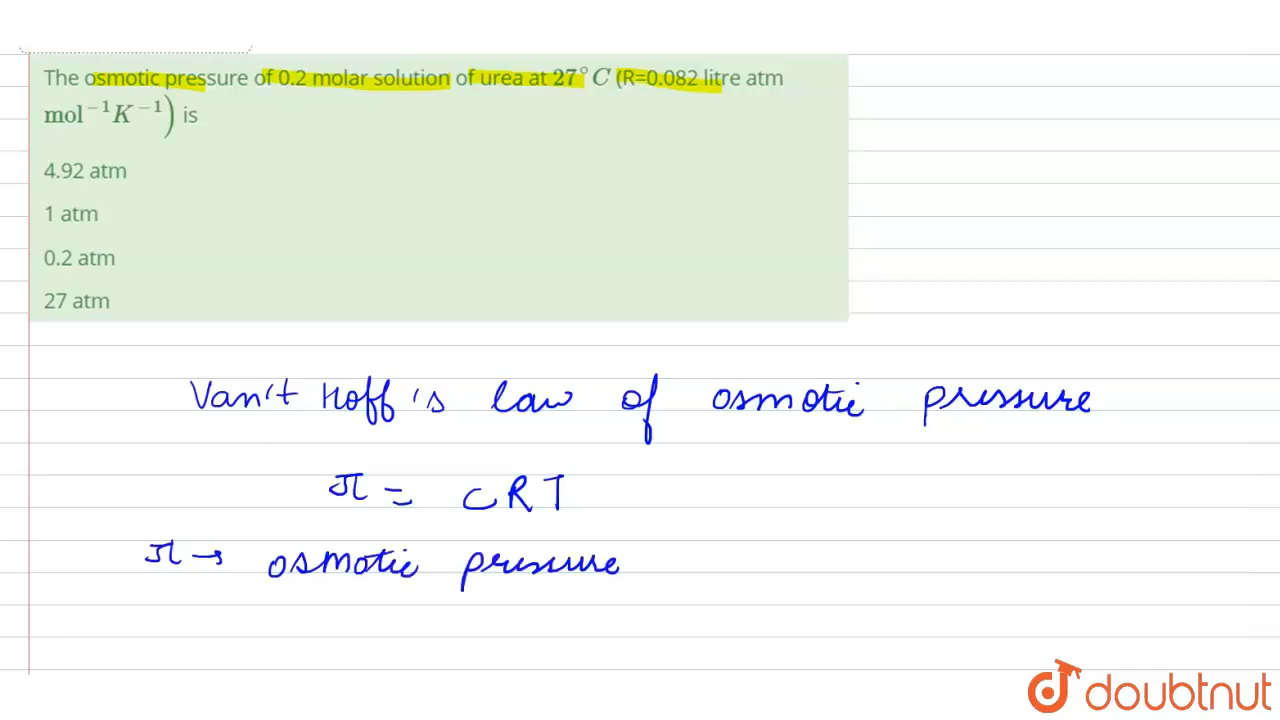 The osmotic pressure of 0.2 molar solution of urea at 27°C (R=0.082 litre atm
mol⁻¹K⁻¹) is
4.92 atm
1 atm
0.2 atm
27 atm
Van't Hoff's law of osmotic pressure
π = CRT
π → osmotic pressure
doubtnut